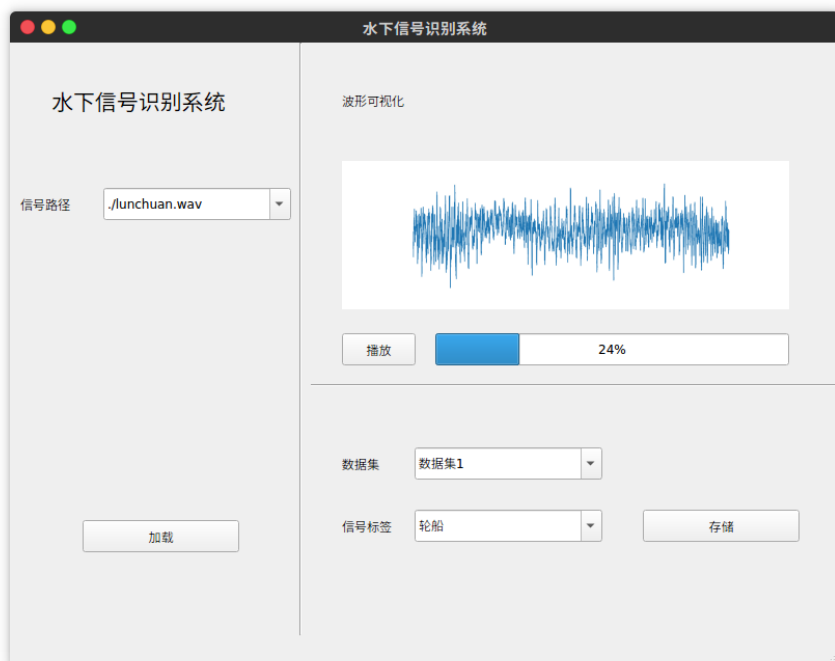 水下信号识别系统
水下信号识别系统
信号路径
./lunchuan.wav
加载
波形可视化
播放
24%
数据集
数据集1
信号标签
轮船
存储